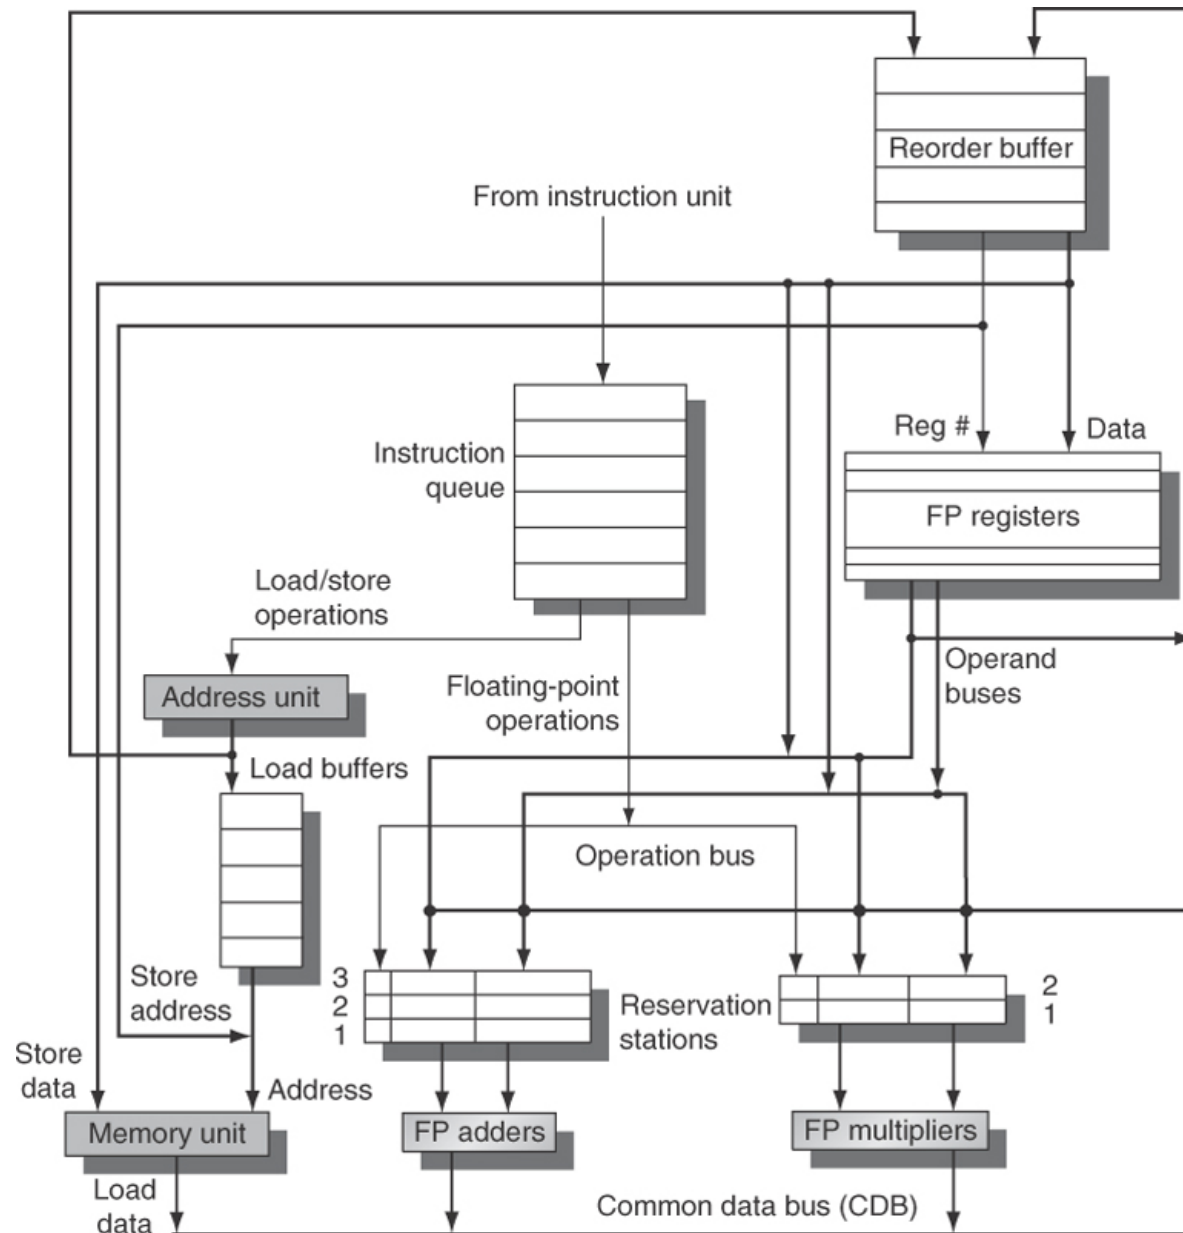 Reorder buffer
From instruction unit
Reg #
Data
Instruction
queue
FP registers
Load/store
operations
Operand
buses
Address unit
Floating-point
operations
Load buffers
Operation bus
Store
address
3
2
1
Reservation
stations
2
1
Store
data
Address
Memory unit
FP adders
FP multipliers
Load
data
Common data bus (CDB)